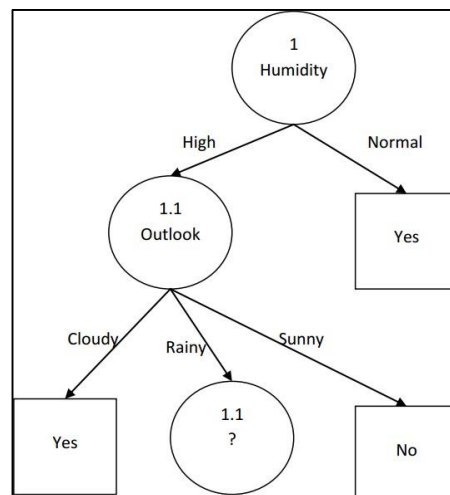 1
Humidity
High
Normal
1.1
Outlook
Yes
Cloudy
Rainy
Sunny
Yes
1.1
?
No